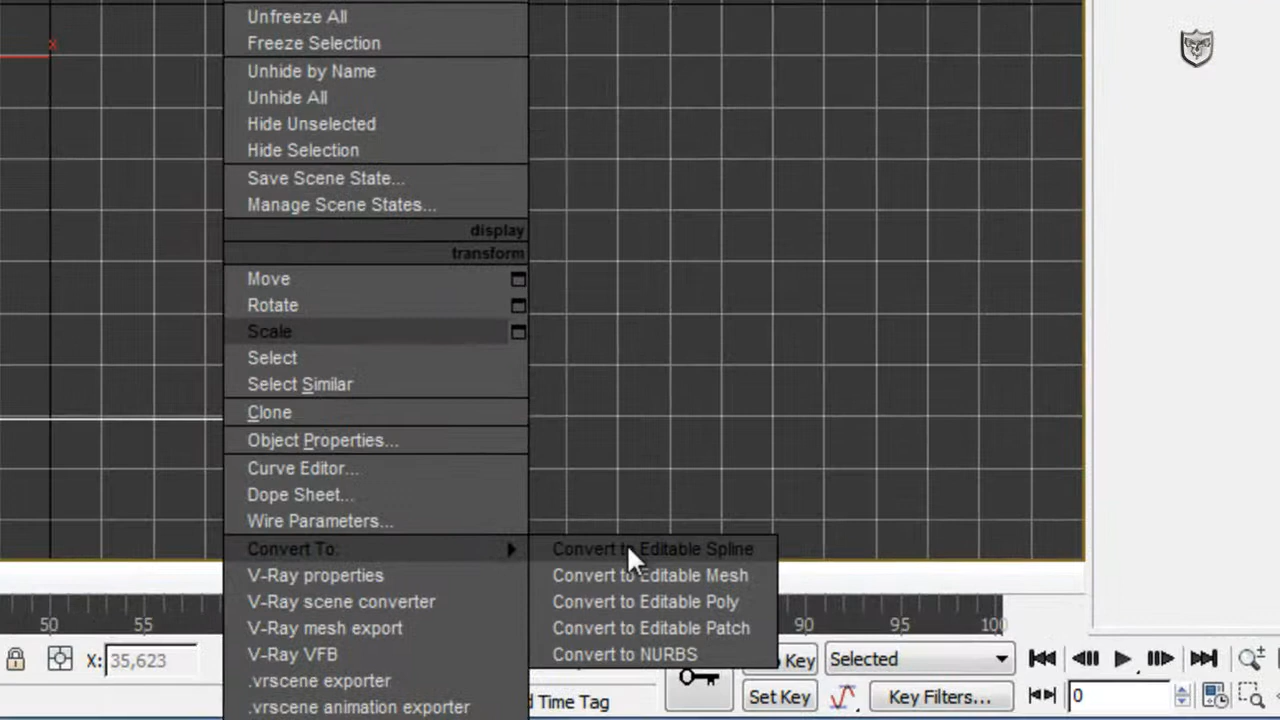 Unfreeze All
Freeze Selection
Unhide by Name
Unhide All
Hide Unselected
Hide Selection
Save Scene State...
Manage Scene States...
display
transform
Move
Rotate
Scale
Select
Select Similar
Clone
Object Properties...
Curve Editor...
Dope Sheet...
Wire Parameters...
Convert To:
Convert to Editable Spline
V-Ray properties
Convert to Editable Mesh
V-Ray scene converter
Convert to Editable Poly
V-Ray mesh export
Convert to Editable Patch
V-Ray VFB
Convert to NURBS
.vrscene exporter
.vrscene animation exporter
x
50 55 90 95 100
X: 35,623
Key
Selected
d Time Tag
Set Key
Key Filters...
0